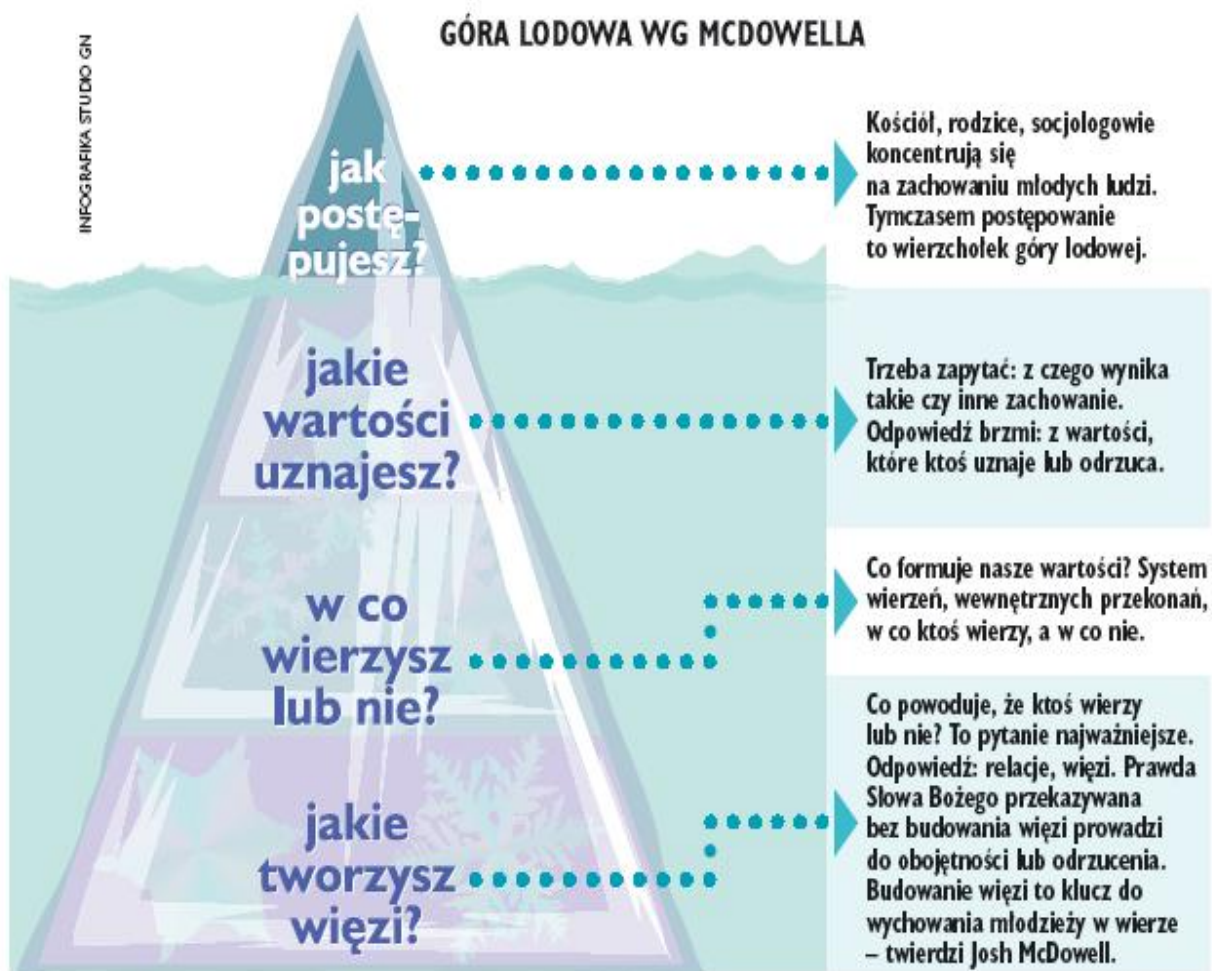 GÓRA LODOWA WG MCDOWELLA
INFOGRAFIKA STUDIO GN
jak
postę-
pujesz?
Kościół, rodzice, socjologowie
koncentrują się
na zachowaniu młodych ludzi.
Tymczasem postępowanie
to wierzchołek góry lodowej.
jakie
wartości
uznajesz?
Trzeba zapytać: z czego wynika
takie czy inne zachowanie.
Odpowiedź brzmi: z wartości,
które ktoś uznaje lub odrzuca.
w co
wierzysz
lub nie?
Co formuje nasze wartości? System
wierzeń, wewnętrznych przekonań,
w co ktoś wierzy, a w co nie.
jakie
tworzysz
więzi?
Co powoduje, że ktoś wierzy
lub nie? To pytanie najważniejsze.
Odpowiedź: relacje, więzi. Prawda
Słowa Bożego przekazywana
bez budowania więzi prowadzi
do obojętności lub odrzucenia.
Budowanie więzi to klucz do
wychowania młodzieży w wierze
– twierdzi Josh McDowell.